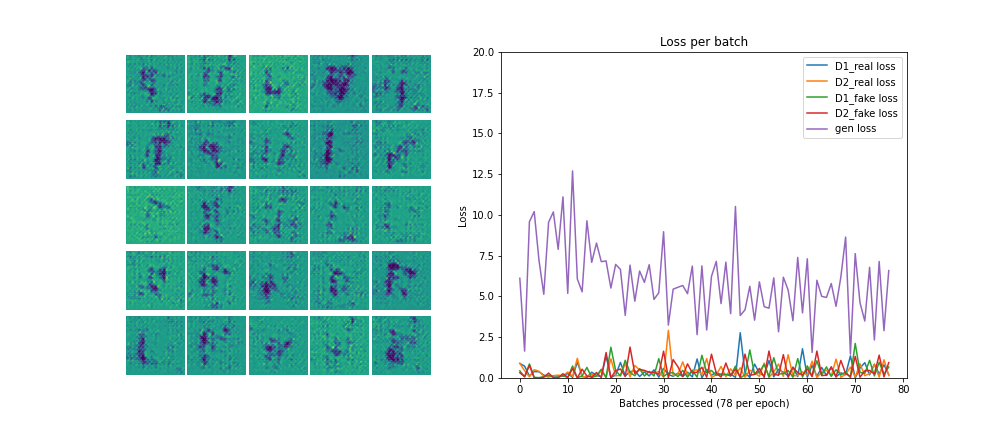 Loss per batch
20.0
17.5
15.0
12.5
10.0
7.5
5.0
2.5
0.0
Loss
D1_real loss
D2_real loss
D1_fake loss
D2_fake loss
gen loss
0 10 20 30 40 50 60 70 80
Batches processed (78 per epoch)